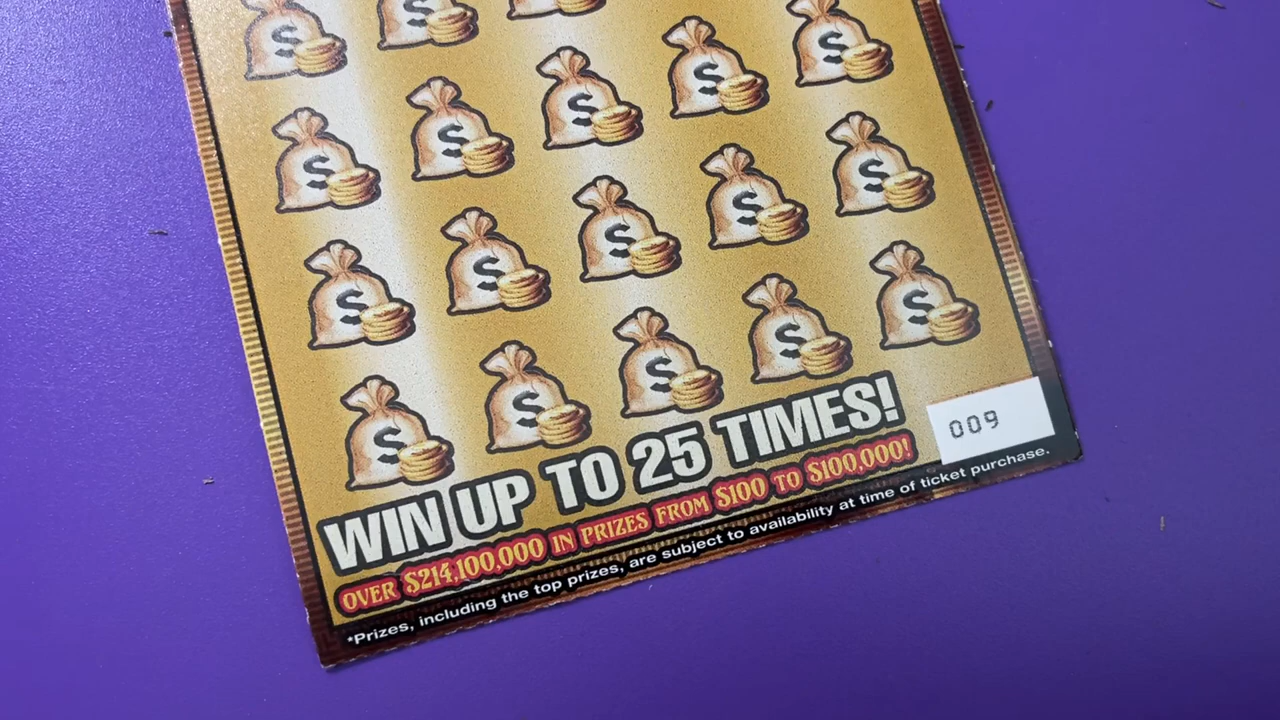 WIN UP TO 25 TIMES!
009
OVER $214,100,000 IN PRIZES FROM $100 TO $100,000!
*Prizes, including the top prizes, are subject to availability at time of ticket purchase.